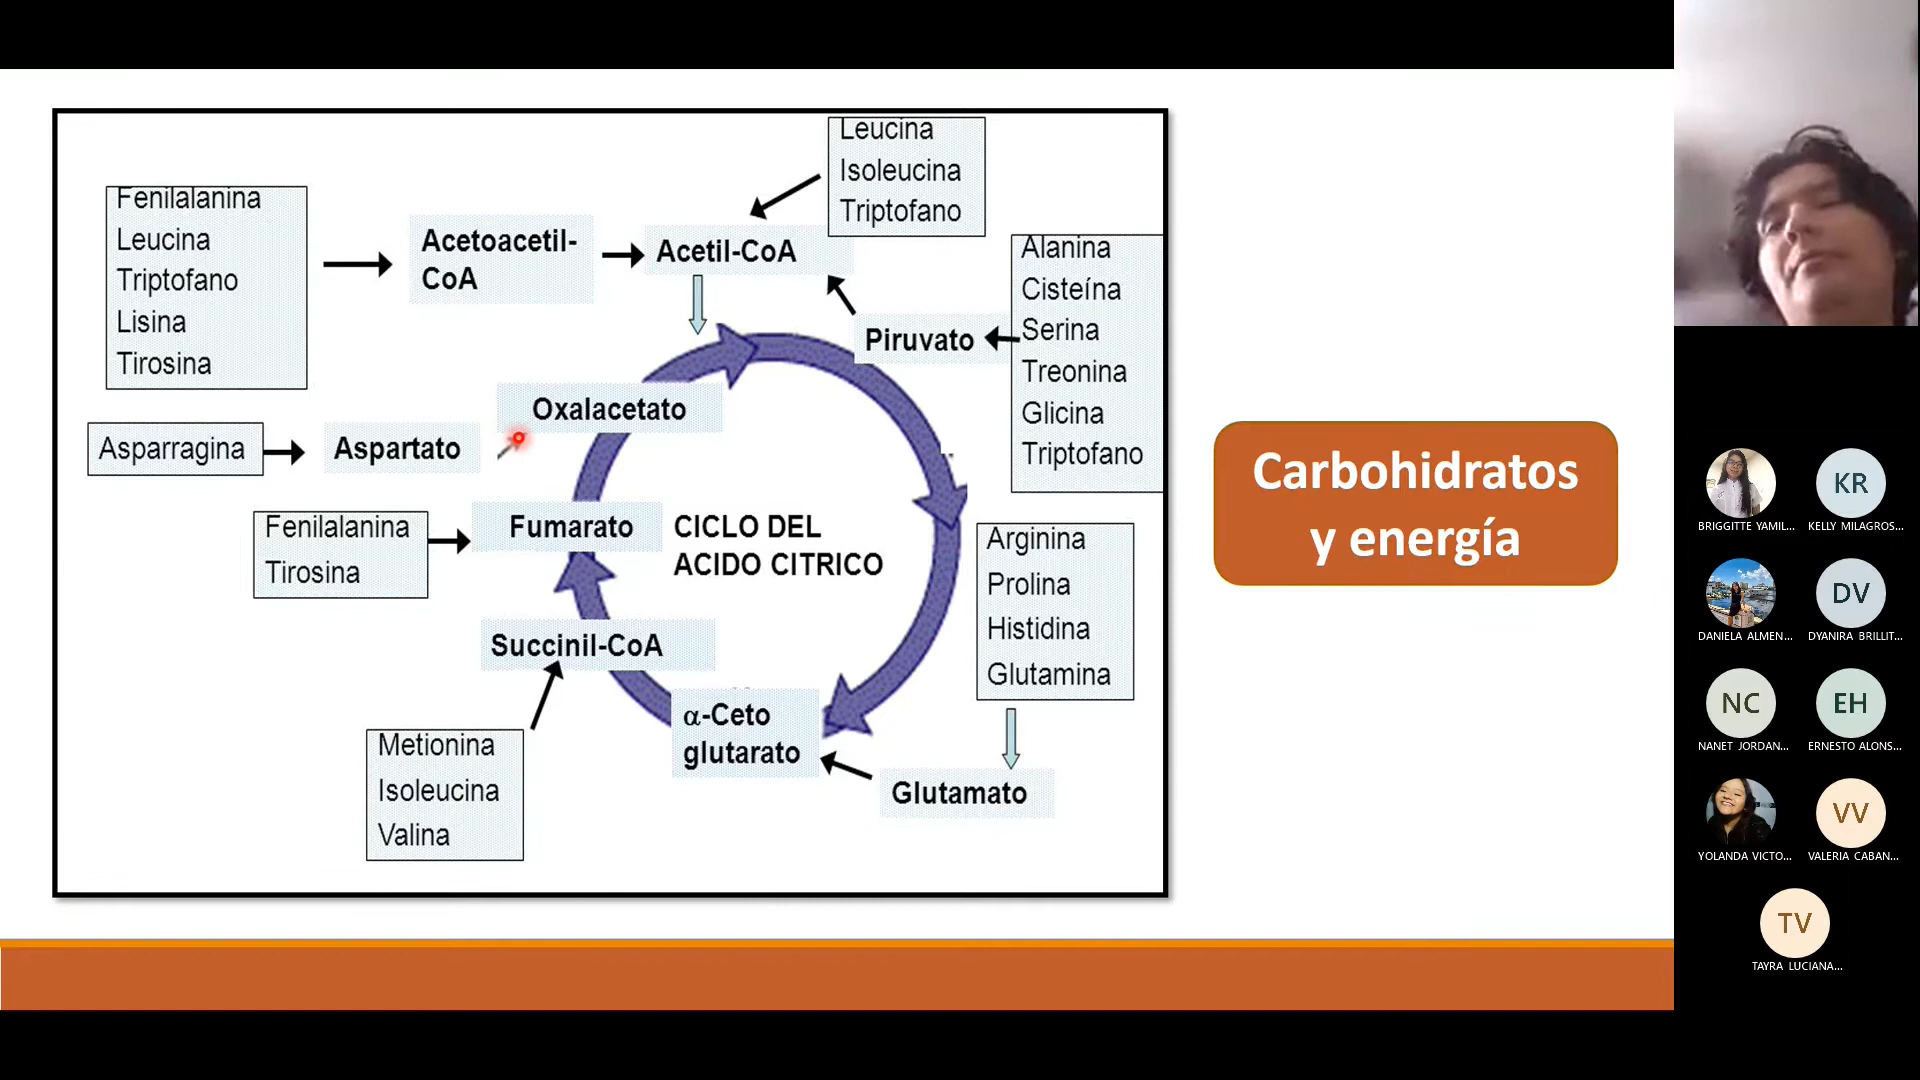 Leucina
Isoleucina
Triptofano
Fenilalanina
Leucina
Triptofano
Lisina
Tirosina
Acetoacetil-
CoA
Acetil-CoA
Alanina
Cisteína
Serina
Treonina
Glicina
Triptofano
Piruvato
Oxalacetato
Asparragina
Aspartato
Fenilalanina
Tirosina
Fumarato
CICLO DEL
ACIDO CITRICO
Arginina
Prolina
Histidina
Glutamina
Succinil-CoA
α-Ceto
glutarato
Metionina
Isoleucina
Valina
Glutamato
Carbohidratos
y energía
BRIGGITTE YAMIL...
KR
KELLY MILAGROS...
DANIELA ALMEN...
DV
DYANIRA BRILLIT...
NC
NANET JORDAN...
EH
ERNESTO ALONS...
YOLANDA VICTO...
VV
VALERIA CABAN...
TV
TAYRA LUCIANA...